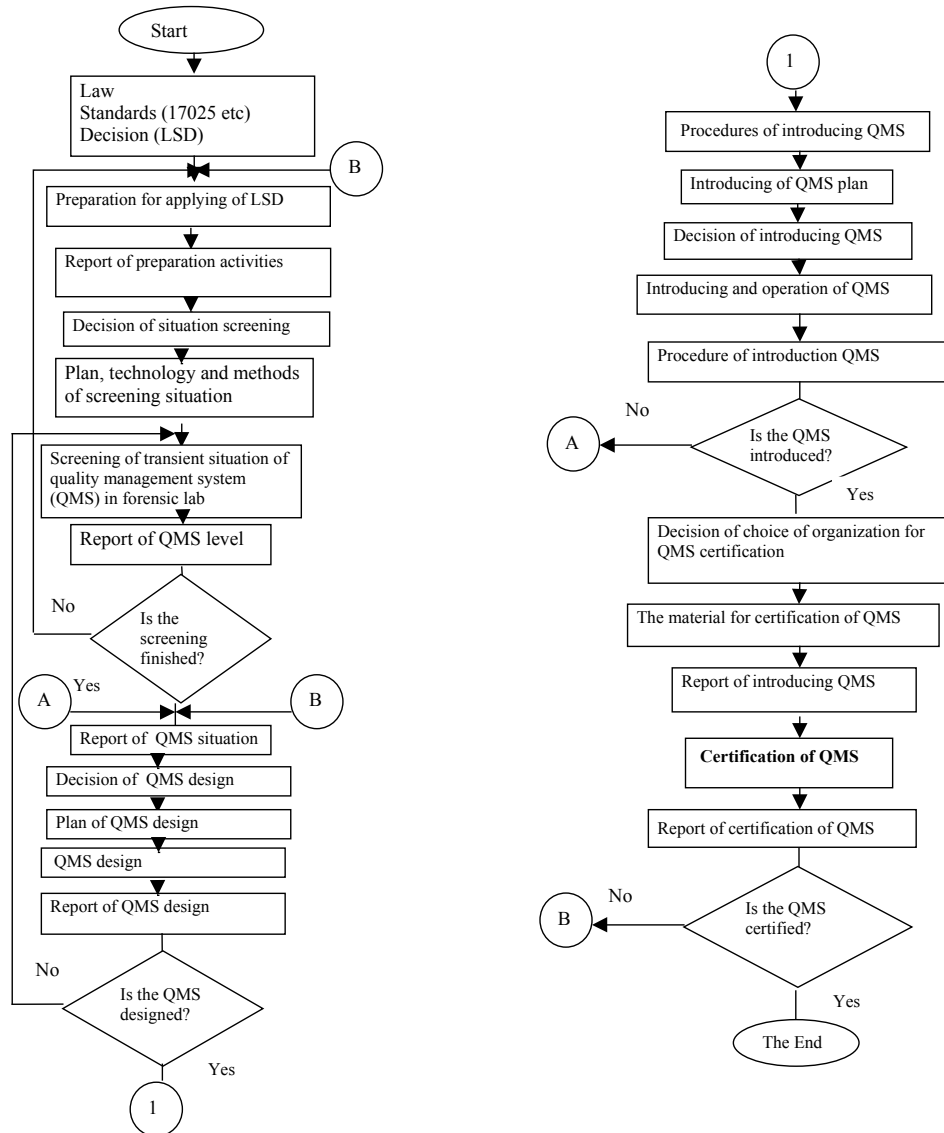 Start
Law
Standards (17025 etc)
Decision (LSD)
B
Preparation for applying of LSD
Report of preparation activities
Decision of situation screening
Plan, technology and methods
of screening situation
Screening of transient situation of
quality management system
(QMS) in forensic lab
Report of QMS level
No
Is the
screening
finished?
Yes
A
B
Report of QMS situation
Decision of QMS design
Plan of QMS design
QMS design
Report of QMS design
No
Is the QMS
designed?
Yes
1
1
Procedures of introducing QMS
Introducing of QMS plan
Decision of introducing QMS
Introducing and operation of QMS
Procedure of introduction QMS
No
A
Is the QMS
introduced?
Yes
Decision of choice of organization for
QMS certification
The material for certification of QMS
Report of introducing QMS
Certification of QMS
Report of certification of QMS
No
B
Is the QMS
certified?
Yes
The End